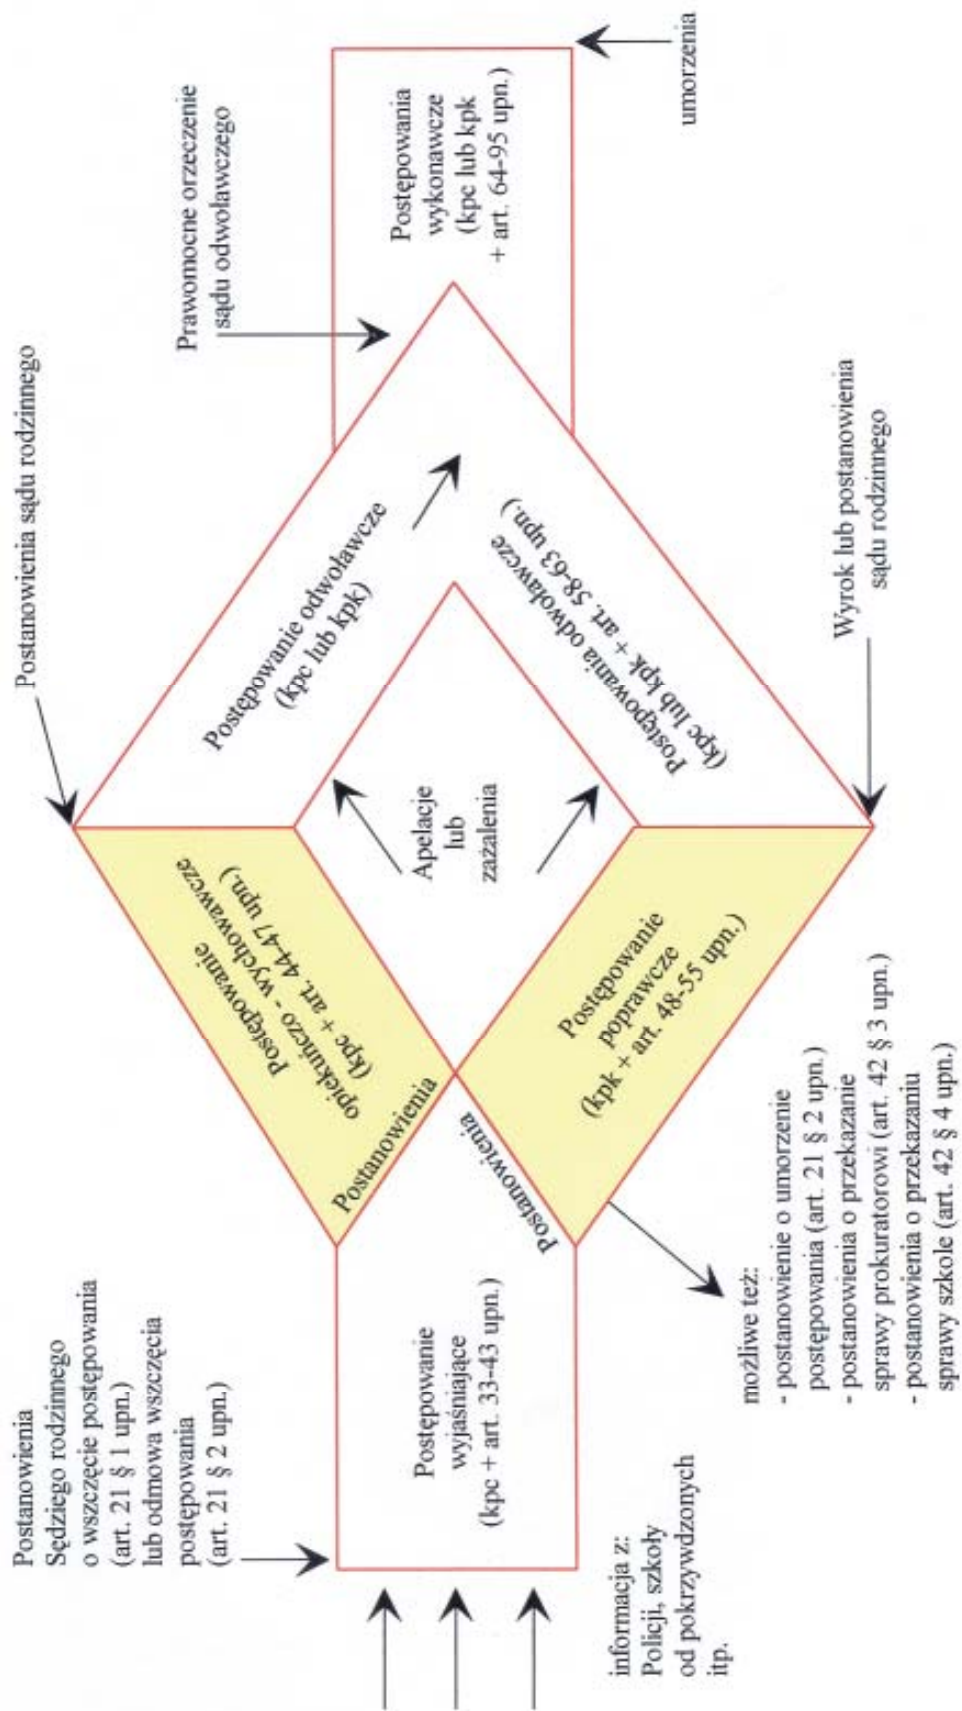 Postanowienia
Sędziego rodzinnego
o wszczęcie postępowania
(art. 21 § 1 upn.)
lub odmowa wszczęcia
postępowania
(art. 21 § 2 upn.)
informacja z:
Policji, szkoły
od pokrzywdzonych
itp.
Postępowanie
wyjaśniające
(kpc + art. 33-43 upn.)
Postanowienia
Postanowienia
możliwe też:
- postanowienie o umorzenie
postępowania (art. 21 § 2 upn.)
- postanowienia o przekazanie
sprawy prokuratorowi (art. 42 § 3 upn.)
- postanowienia o przekazaniu
sprawy szkole (art. 42 § 4 upn.)
Postępowanie
opiekuńczo - wychowawcze
(kpc + art. 44-47 upn.)
Postępowanie
poprawcze
(kpk + art. 48-55 upn.)
Postanowienia sądu rodzinnego
Apelacje
lub
zażalenia
Wyrok lub postanowienia
sądu rodzinnego
Postępowanie odwoławcze
(kpc lub kpk)
Postępowania odwoławcze
(kpc lub kpk + art. 58-63 upn.)
Prawomocne orzeczenie
sądu odwoławczego
Postępowania
wykonawcze
(kpc lub kpk
+ art. 64-95 upn.)
umorzenia